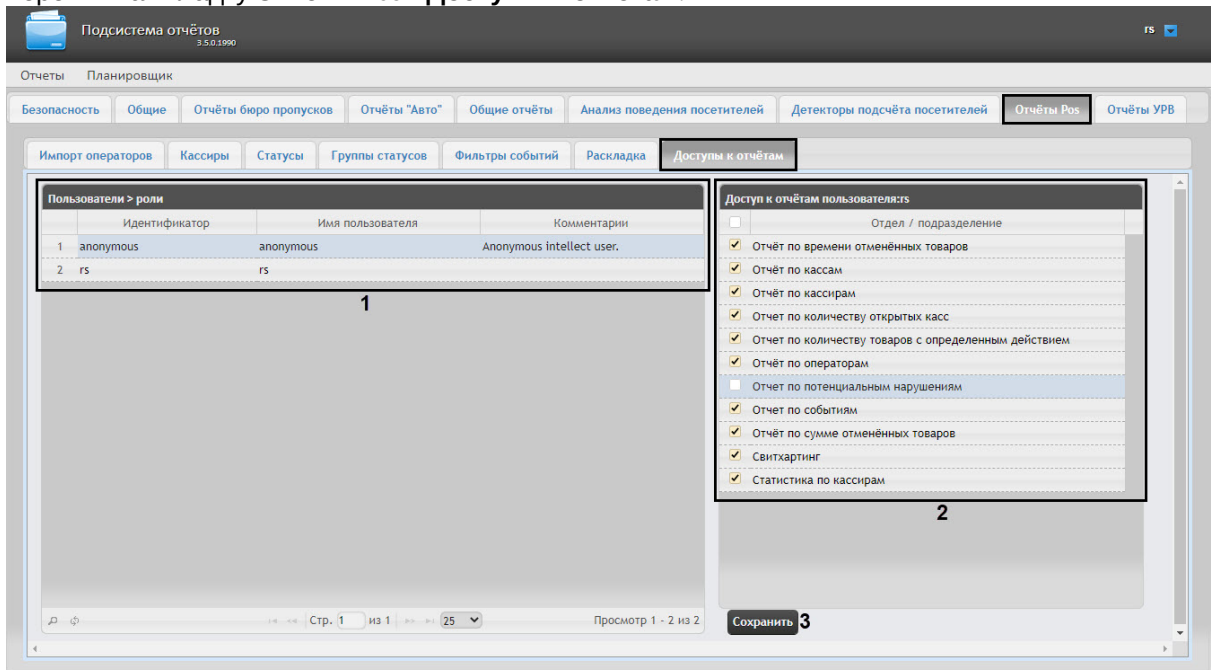 Подсистема отчётов
3.5.0.1990
rs
Отчеты Планировщик
Безопасность Общие Отчёты бюро пропусков Отчёты "Авто" Общие отчёты Анализ поведения посетителей Детекторы подсчёта посетителей Отчёты Pos Отчёты УРВ
Импорт операторов Кассиры Статусы Группы статусов Фильтры событий Раскладка Доступы к отчётам
Пользователи > роли
Идентификатор Имя пользователя Комментарии
1 anonymous anonymous Anonymous intellect user.
2 rs rs
1
Доступ к отчётам пользователя:rs
Отдел / подразделение
Отчёт по времени отменённых товаров
Отчёт по кассам
Отчёт по кассирам
Отчет по количеству открытых касс
Отчет по количеству товаров с определенным действием
Отчёт по операторам
Отчет по потенциальным нарушениям
Отчет по событиям
Отчёт по сумме отменённых товаров
Свитхартинг
Статистика по кассирам
2
Стр. 1 из 1 25 Просмотр 1 - 2 из 2
Сохранить 3